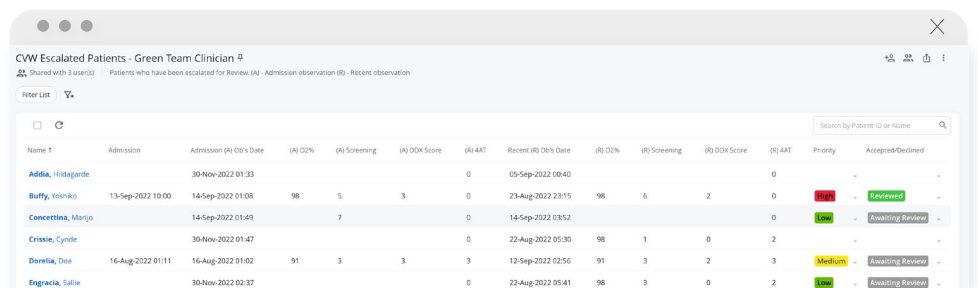 CVW Escalated Patients - Green Team Clinician
Shared with 3 user(s) Patients who have been escalated for Review, (A) - Admission observation (R) - Recent observation
Filter List
Search by Patient ID or Name
Name ↑ Admission Admission (A) Ob's Date (A) O2% (A) Screening (A) DDX Score (A) 4AT Recent (R) Ob's Date (R) O2% (R) Screening (R) DDX Score (R) 4AT Priority Accepted/Declined
Addia, Hildagarde 30-Nov-2022 01:33 0 05-Sep-2022 00:40 0
Buffy, Yoshiko 13-Sep-2022 10:00 14-Sep-2022 01:08 98 5 3 0 23-Aug-2022 23:15 98 6 2 0 High Reviewed
Concettina, Marijo 14-Sep-2022 01:49 7 0 14-Sep-2022 03:52 0 Low Awaiting Review
Crissie, Cynde 30-Nov-2022 01:47 0 22-Aug-2022 05:30 98 1 0 2
Dorelia, Doe 16-Aug-2022 01:11 16-Aug-2022 01:02 91 3 3 3 12-Sep-2022 02:56 91 3 2 3 Medium Awaiting Review
Engracia, Sallie 30-Nov-2022 02:37 0 22-Aug-2022 05:41 98 3 0 2 Low Awaiting Review